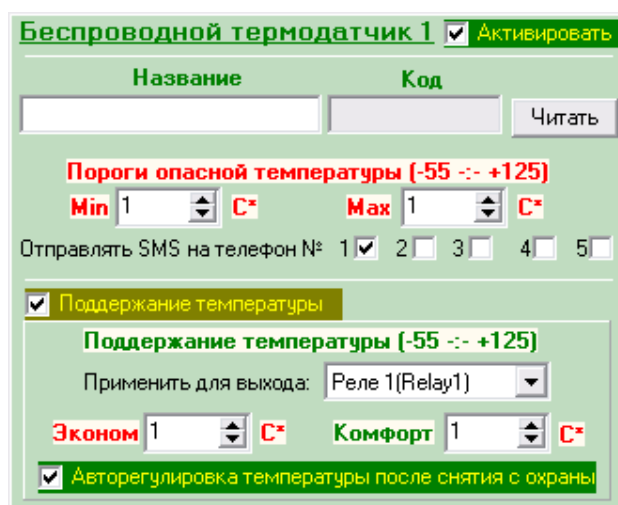 Беспроводной термодатчик 1 Активировать
Название Код
Читать
Пороги опасной температуры (-55 -:- +125)
Min 1 C* Max 1 C*
Отправлять SMS на телефон № 1 2 3 4 5
Поддержание температуры
Поддержание температуры (-55 -:- +125)
Применить для выхода: Реле 1(Relay1)
Эконом 1 C* Комфорт 1 C*
Авторегулировка температуры после снятия с охраны